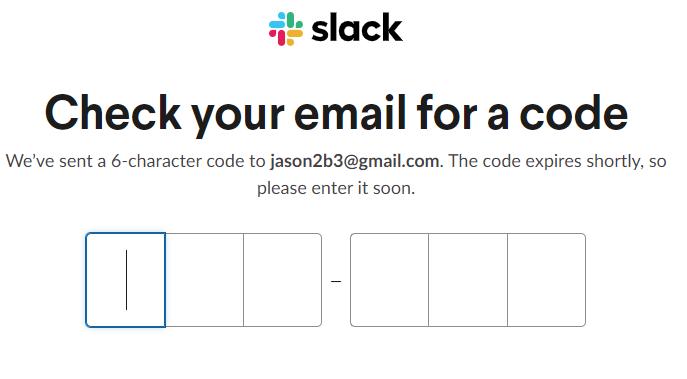 slack
Check your email for a code
We've sent a 6-character code to jason2b3@gmail.com. The code expires shortly, so
please enter it soon.
–